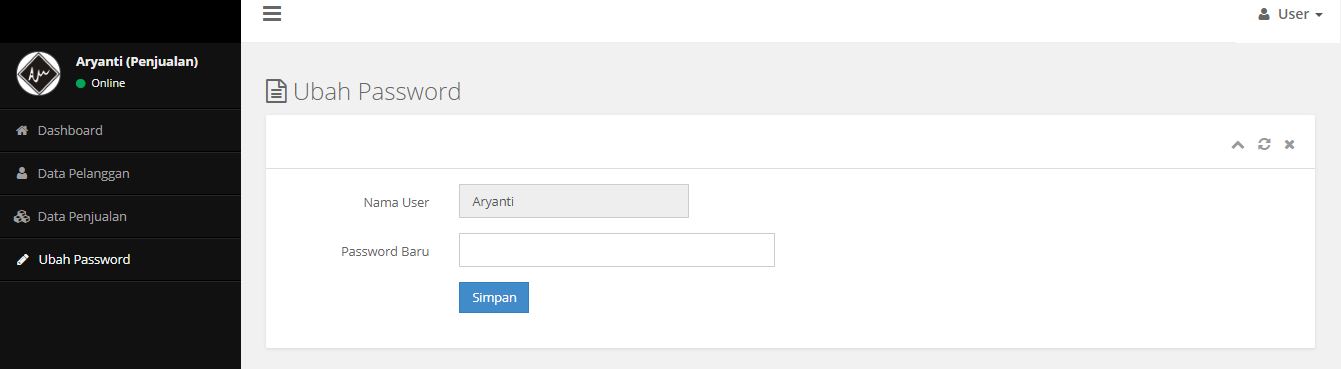 User
Aryanti (Penjualan)
Online
Dashboard
Data Pelanggan
Data Penjualan
Ubah Password
Ubah Password
Nama User
Aryanti
Password Baru
Simpan